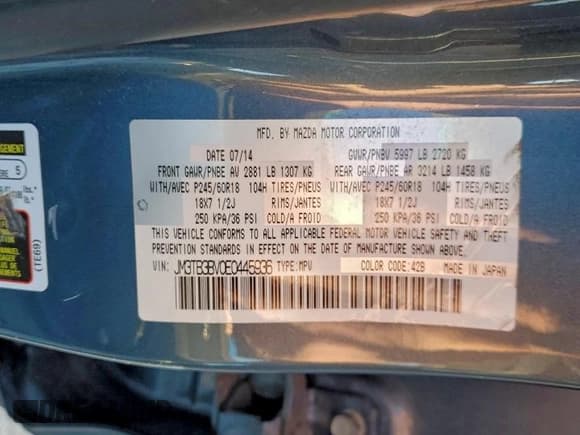 MFD. BY MAZDA MOTOR CORPORATION
DATE 07/14 GVWR/PNBV 5997 LB 2720 KG
FRONT GAWR/PNBE AV 2881 LB 1307 KG REAR GAWR/PNBE AR 3214 LB 1458 KG
WITH/AVEC P245/60R18 104H TIRES/PNEUS WITH/AVEC P245/60R18 104H TIRES/PNEUS
18X7 1/2J RIMS/JANTES 18X7 1/2J RIMS/JANTES
250 KPA/36 PSI COLD/A FROID 250 KPA/36 PSI COLD/A FROID
THIS VEHICLE CONFORMS TO ALL APPLICABLE FEDERAL MOTOR VEHICLE SAFETY AND THEFT
PREVENTION STANDARDS IN EFFECT ON THE DATE OF MANUFACTURE SHOWN ABOVE.
VIN: JM3TB3BV0E0445936 TYPE:MPV COLOR CODE:42B MADE IN JAPAN
5
(TE69)